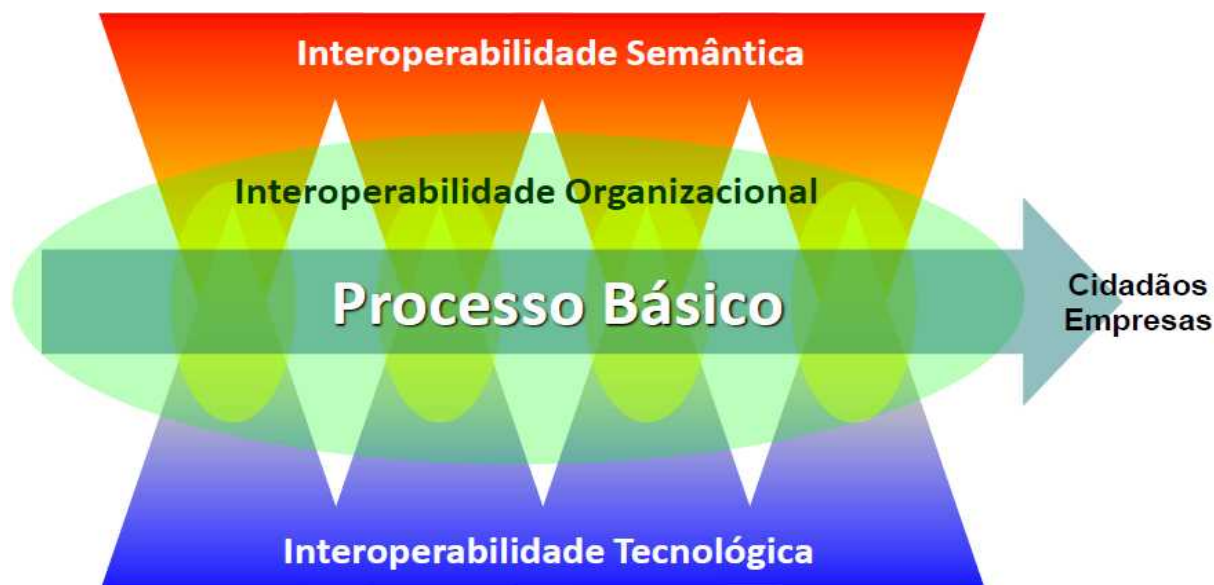 Interoperabilidade Semântica
Interoperabilidade Organizacional
Processo Básico
Cidadãos
Empresas
Interoperabilidade Tecnológica